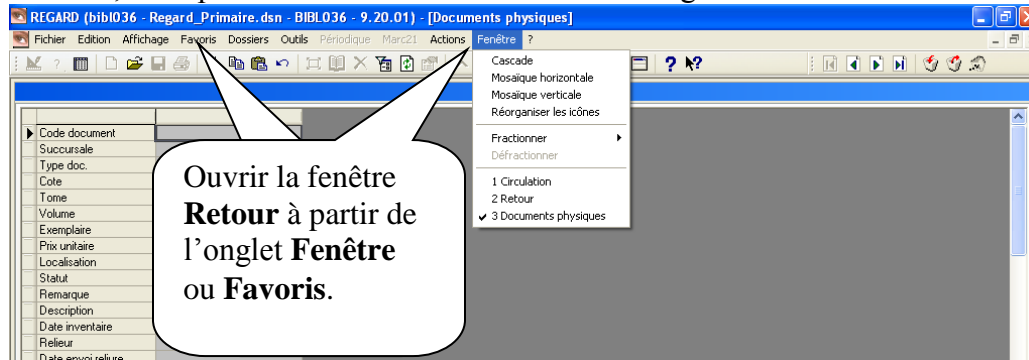 REGARD (bibl036 - Regard_Primaire.dsn - BIBL036 - 9.20.01) - [Documents physiques]
Fichier Edition Affichage Favoris Dossiers Outils Périodique Marc21 Actions Fenêtre ?
Cascade
Mosaïque horizontale
Mosaïque verticale
Réorganiser les icônes
Fractionner
Défractionner
1 Circulation
2 Retour
3 Documents physiques
Code document
Succursale
Type doc.
Cote
Tome
Volume
Exemplaire
Prix unitaire
Localisation
Statut
Remarque
Description
Date inventaire
Relieur
Date envoi reliure
Ouvrir la fenêtre
Retour à partir de
l’onglet Fenêtre
ou Favoris.